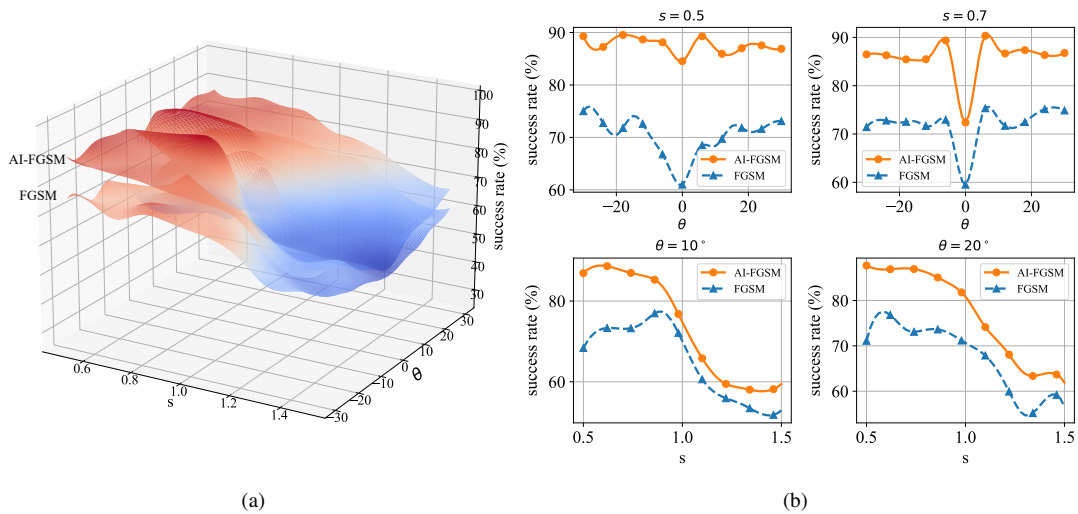 AI-FGSM
FGSM
100
90
80
70
60
50
40
30
success rate (%)
0.6
0.8
1.0
1.2
1.4
s
−30
−20
−10
0
10
20
30
θ
(a)
s = 0.5
90
80
70
60
success rate (%)
−20
0
20
θ
AI-FGSM
FGSM
s = 0.7
90
80
70
60
success rate (%)
−20
0
20
θ
AI-FGSM
FGSM
θ = 10°
80
60
success rate (%)
0.5
1.0
1.5
s
AI-FGSM
FGSM
θ = 20°
80
70
60
success rate (%)
0.5
1.0
1.5
s
AI-FGSM
FGSM
(b)